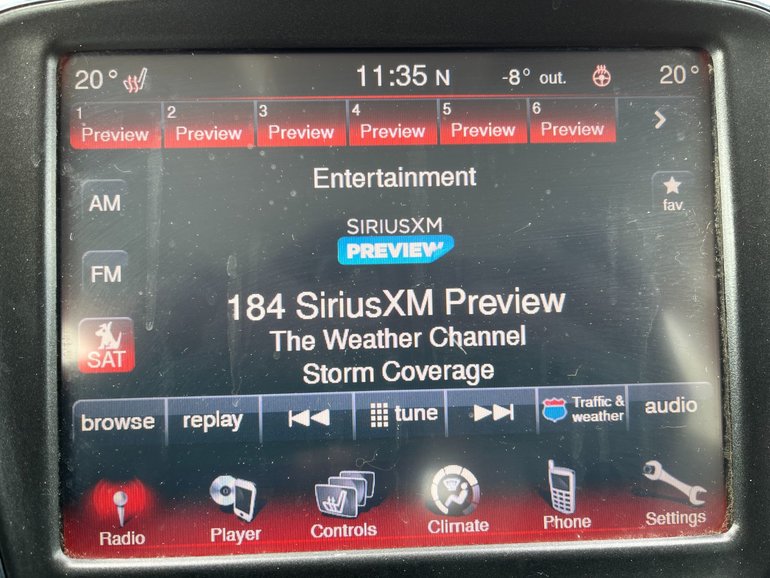 20° 11:35 N -8° out. 20°
1 2 3 4 5 6
Preview Preview Preview Preview Preview Preview >
Entertainment
AM
fav.
SIRIUSXM
PREVIEW
FM
184 SiriusXM Preview
The Weather Channel
SAT
Storm Coverage
browse replay tune Traffic & weather audio
Radio Player Controls Climate Phone Settings